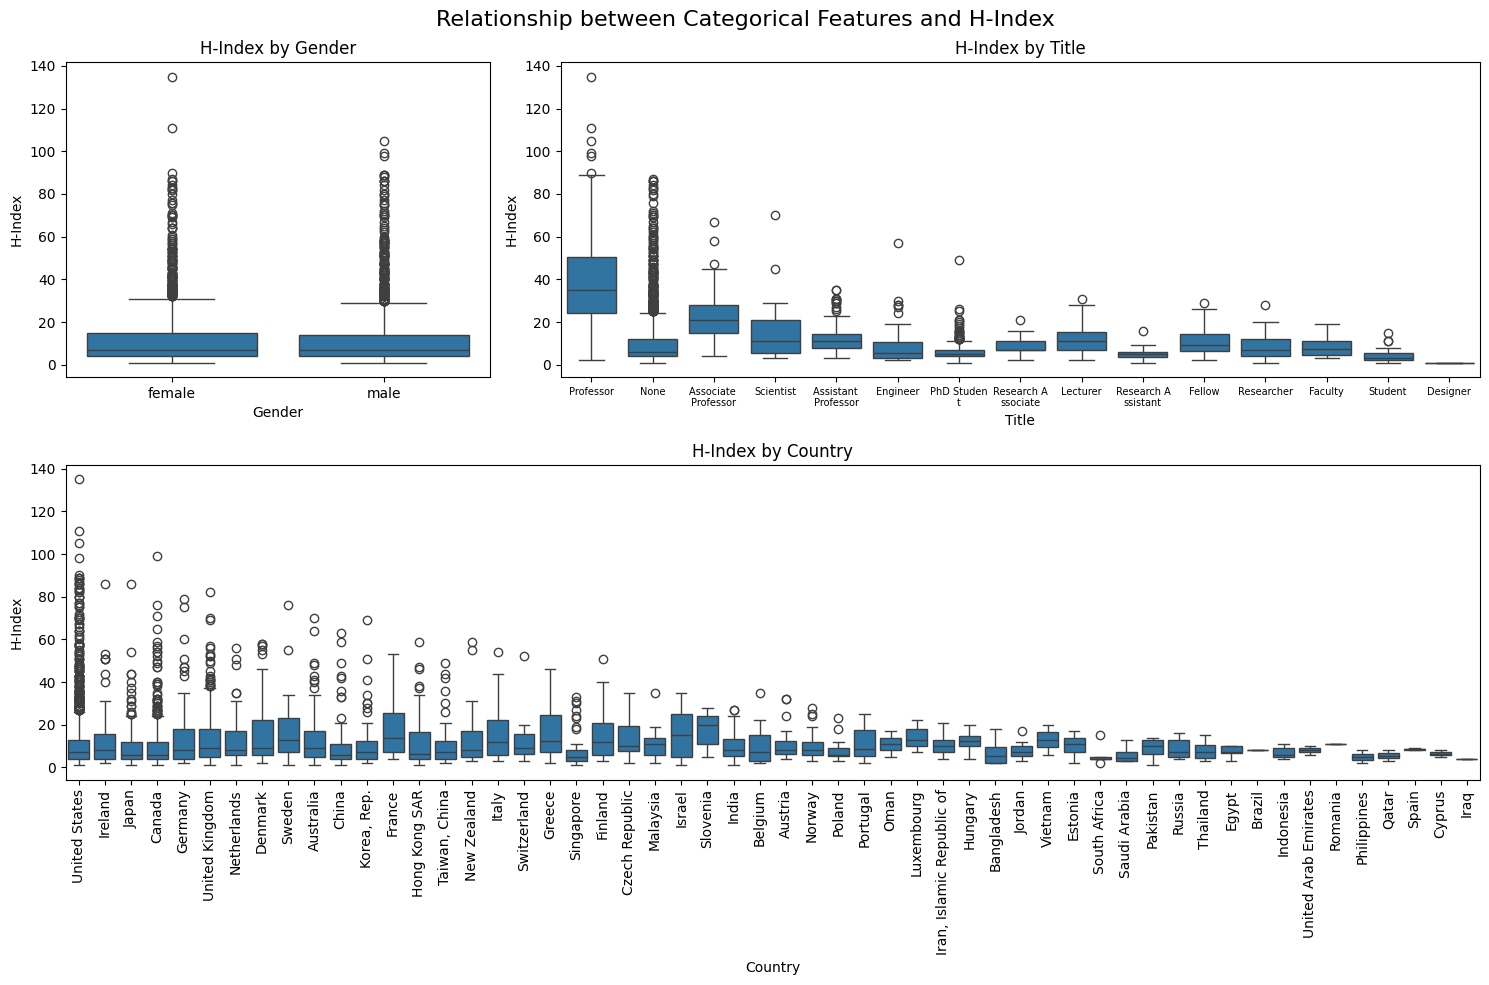 Relationship between Categorical Features and H-Index
H-Index by Gender
H-Index
140
120
100
80
60
40
20
0
female male
Gender
H-Index by Title
H-Index
140
120
100
80
60
40
20
0
Professor None Associate Scientist Assistant Engineer PhD Studen Research A Lecturer Research A Fellow Researcher Faculty Student Designer
Professor Professor t ssociate ssistant
Title
H-Index by Country
H-Index
140
120
100
80
60
40
20
0
United States
Ireland
Japan
Canada
Germany
United Kingdom
Netherlands
Denmark
Sweden
Australia
China
Korea, Rep.
France
Hong Kong SAR
Taiwan, China
New Zealand
Italy
Switzerland
Greece
Singapore
Finland
Czech Republic
Malaysia
Israel
Slovenia
India
Belgium
Austria
Norway
Poland
Portugal
Oman
Luxembourg
Iran, Islamic Republic of
Hungary
Bangladesh
Jordan
Vietnam
Estonia
South Africa
Saudi Arabia
Pakistan
Russia
Thailand
Egypt
Brazil
Indonesia
United Arab Emirates
Romania
Philippines
Qatar
Spain
Cyprus
Iraq
Country